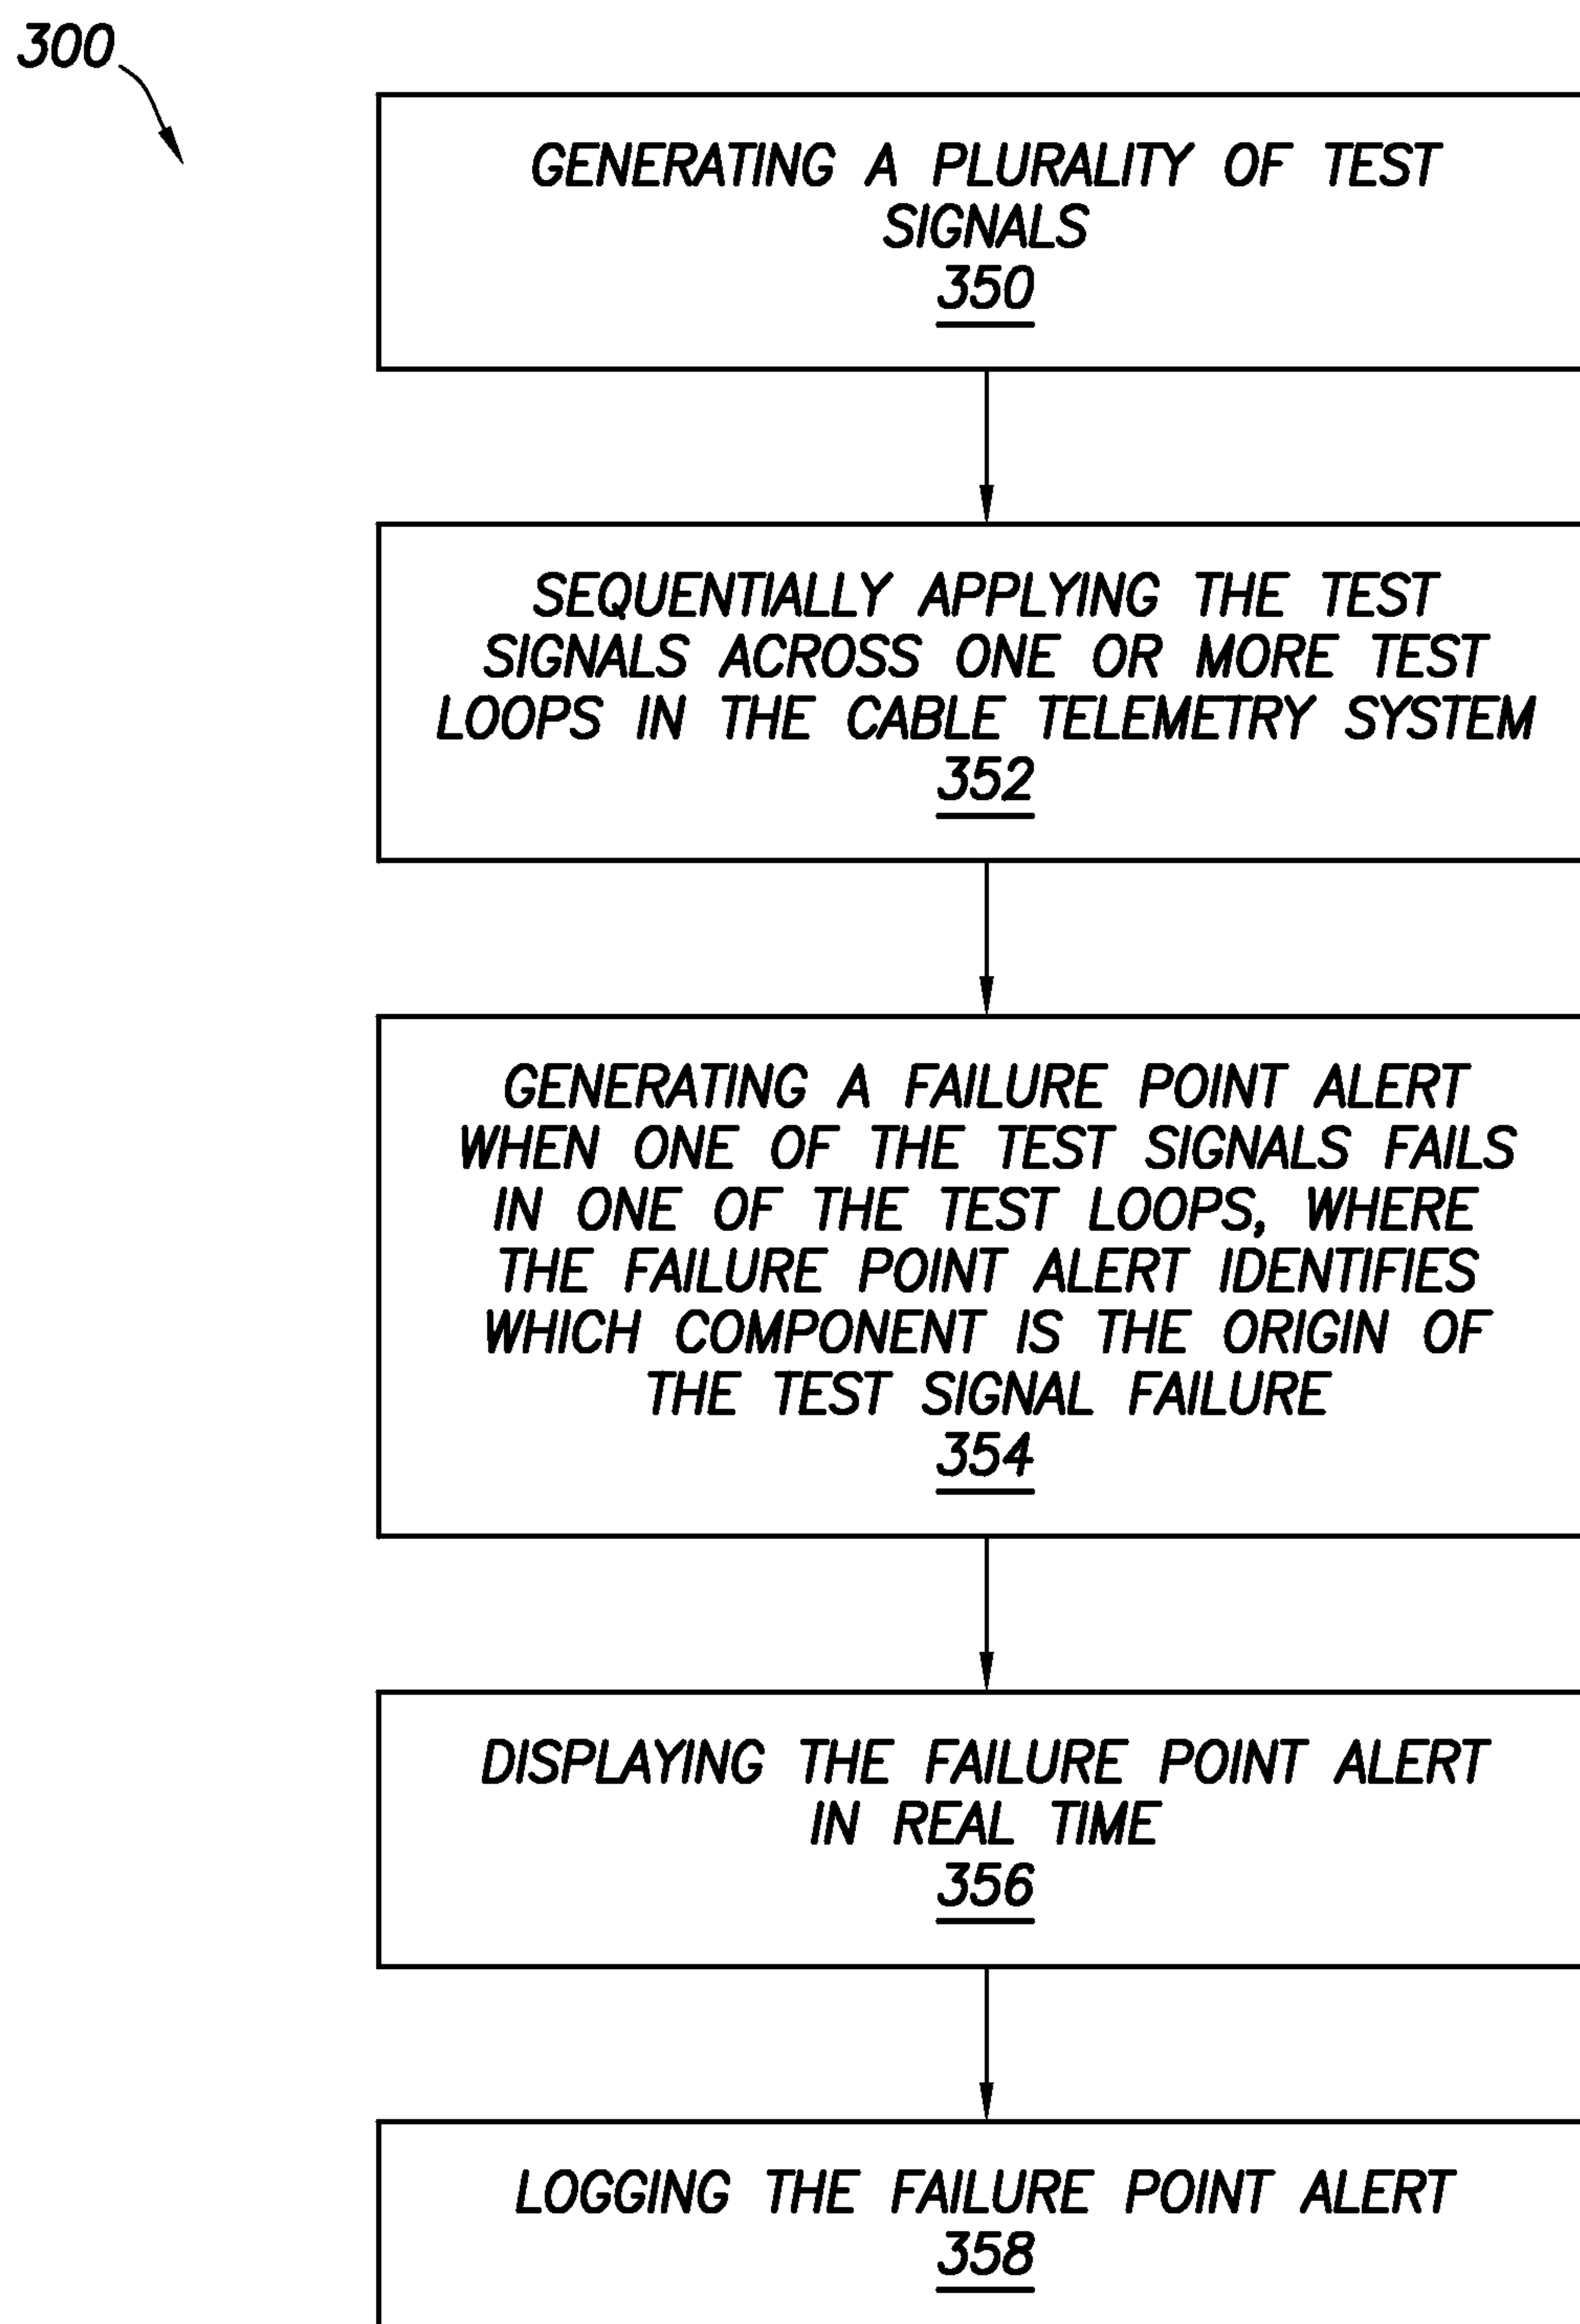 300
GENERATING A PLURALITY OF TEST
SIGNALS
350
SEQUENTIALLY APPLYING THE TEST
SIGNALS ACROSS ONE OR MORE TEST
LOOPS IN THE CABLE TELEMETRY SYSTEM
352
GENERATING A FAILURE POINT ALERT
WHEN ONE OF THE TEST SIGNALS FAILS
IN ONE OF THE TEST LOOPS, WHERE
THE FAILURE POINT ALERT IDENTIFIES
WHICH COMPONENT IS THE ORIGIN OF
THE TEST SIGNAL FAILURE
354
DISPLAYING THE FAILURE POINT ALERT
IN REAL TIME
356
LOGGING THE FAILURE POINT ALERT
358